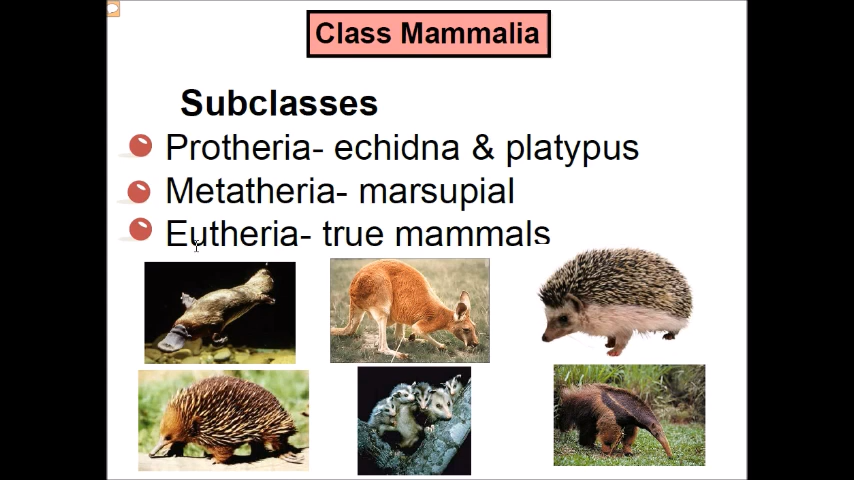 Class Mammalia
Subclasses
Protheria- echidna & platypus
Metatheria- marsupial
Eutheria- true mammals